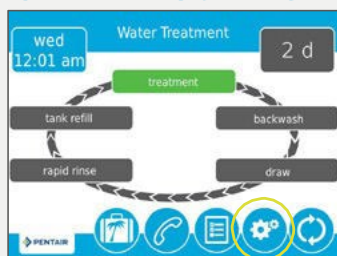 wed
12:01 am
Water Treatment
2 d
treatment
tank refill
backwash
rapid rinse
draw
PENTAIR